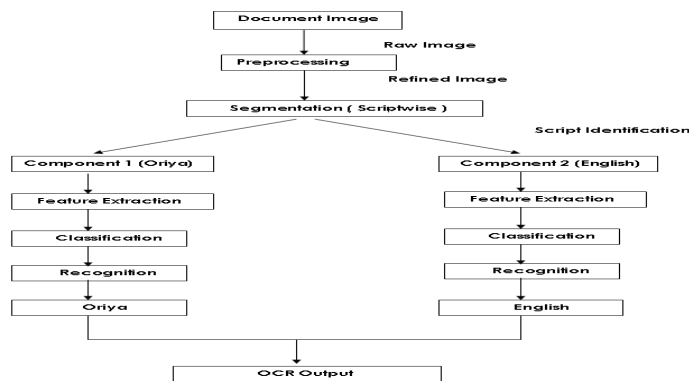 Document Image
Raw Image
Preprocessing
Refined Image
Segmentation ( Scriptwise )
Script Identification
Component 1 (Oriya)
Component 2 (English)
Feature Extraction
Feature Extraction
Classification
Classification
Recognition
Recognition
Oriya
English
OCR Output